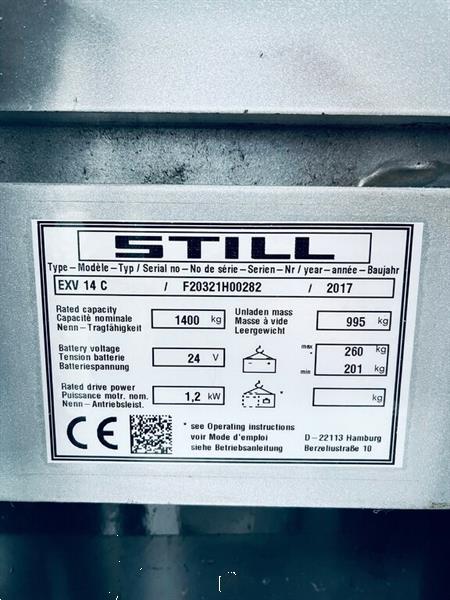 STILL
Type – Modèle – Typ / Serial no – No de série – Serien – Nr / year – année – Baujahr
EXV 14 C / F20321H00282 / 2017
Rated capacity
Capacité nominale
Nenn – Tragfähigkeit
1400 kg
Unladen mass
Masse à vide
Leergewicht
995 kg
Battery voltage
Tension batterie
Batteriespannung
24 V
max * 260 kg
min 201 kg
Rated drive power
Puissance motr. nom.
Nenn – Antriebsleist.
1,2 kW
*
kg
CE
* see Operating instructions
voir Mode d'emploi
siehe Betriebsanleitung
D – 22113 Hamburg
Berzeliustraße 10